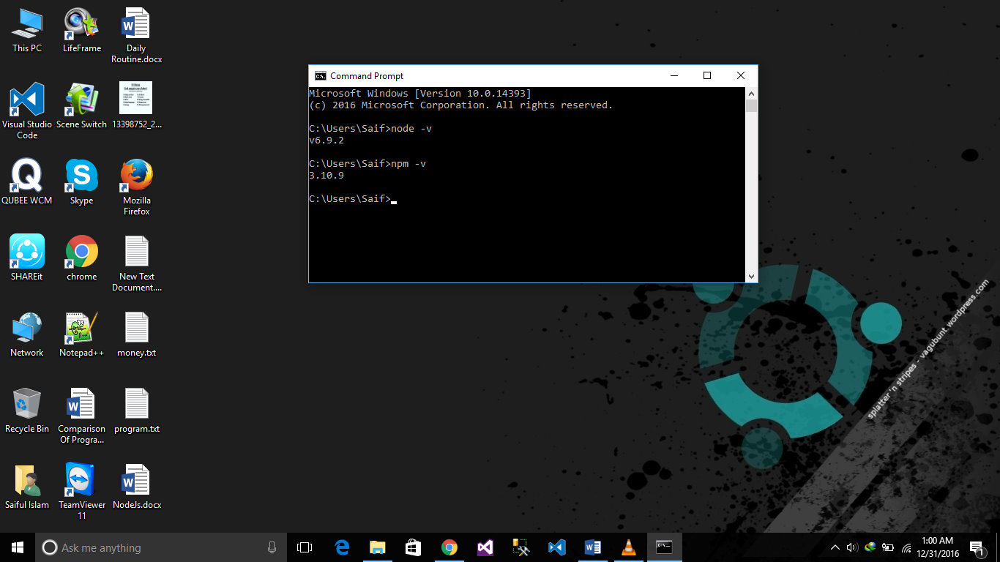 This PC
LifeFrame
Daily
Routine.docx
Visual Studio
Code
Scene Switch
13398752_2...
QUBEE WCM
Skype
Mozilla
Firefox
SHAREit
chrome
New Text
Document....
Network
Notepad++
money.txt
Recycle Bin
Comparison
Of Progra...
program.txt
Saiful Islam
TeamViewer
11
NodeJs.docx
Command Prompt
Microsoft Windows [Version 10.0.14393]
(c) 2016 Microsoft Corporation. All rights reserved.
C:\Users\Saif>node -v
v6.9.2
C:\Users\Saif>npm -v
3.10.9
C:\Users\Saif>
splatter 'n stripes - vagubunt.wordpress.com
Ask me anything
1:00 AM
12/31/2016
1